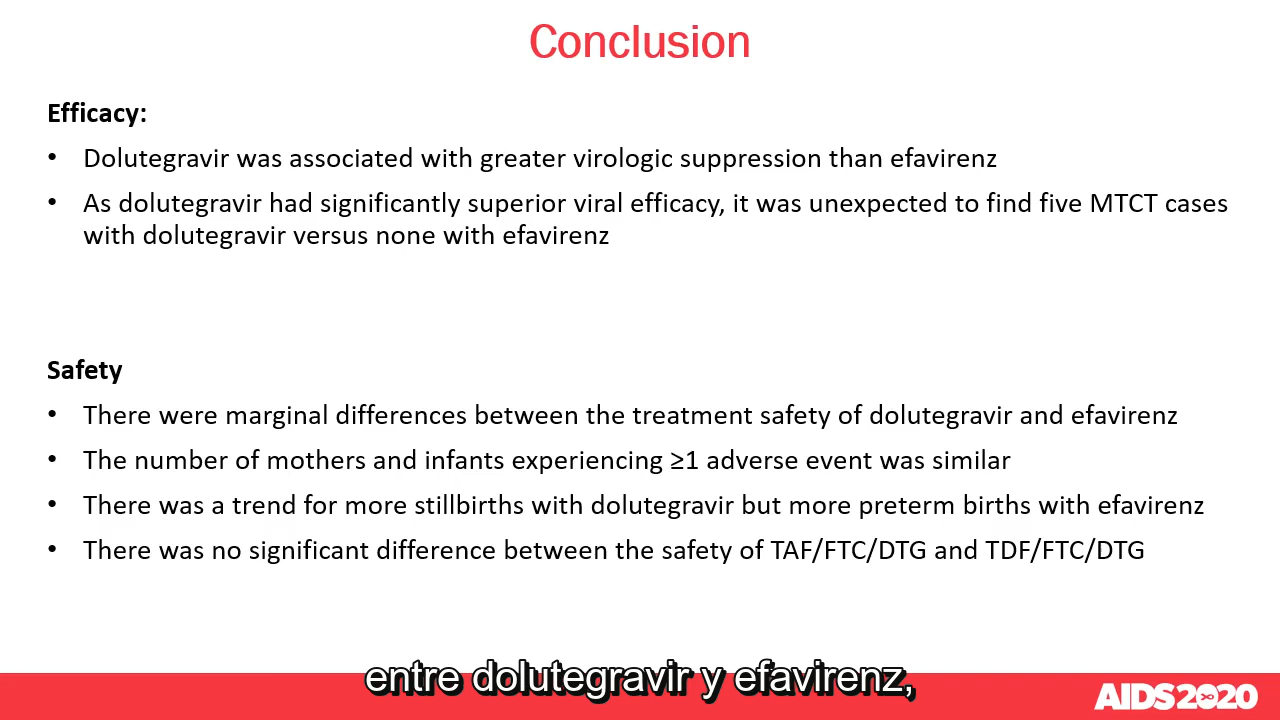 Conclusion
Efficacy:
• Dolutegravir was associated with greater virologic suppression than efavirenz
• As dolutegravir had significantly superior viral efficacy, it was unexpected to find five MTCT cases
with dolutegravir versus none with efavirenz
Safety
• There were marginal differences between the treatment safety of dolutegravir and efavirenz
• The number of mothers and infants experiencing ≥1 adverse event was similar
• There was a trend for more stillbirths with dolutegravir but more preterm births with efavirenz
• There was no significant difference between the safety of TAF/FTC/DTG and TDF/FTC/DTG
entre dolutegravir y efavirenz,
AIDS2020